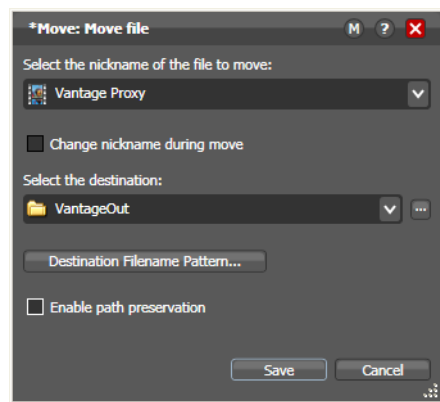 *Move: Move file
M ?
Select the nickname of the file to move:
Vantage Proxy
Change nickname during move
Select the destination:
VantageOut
...
Destination Filename Pattern...
Enable path preservation
Save Cancel